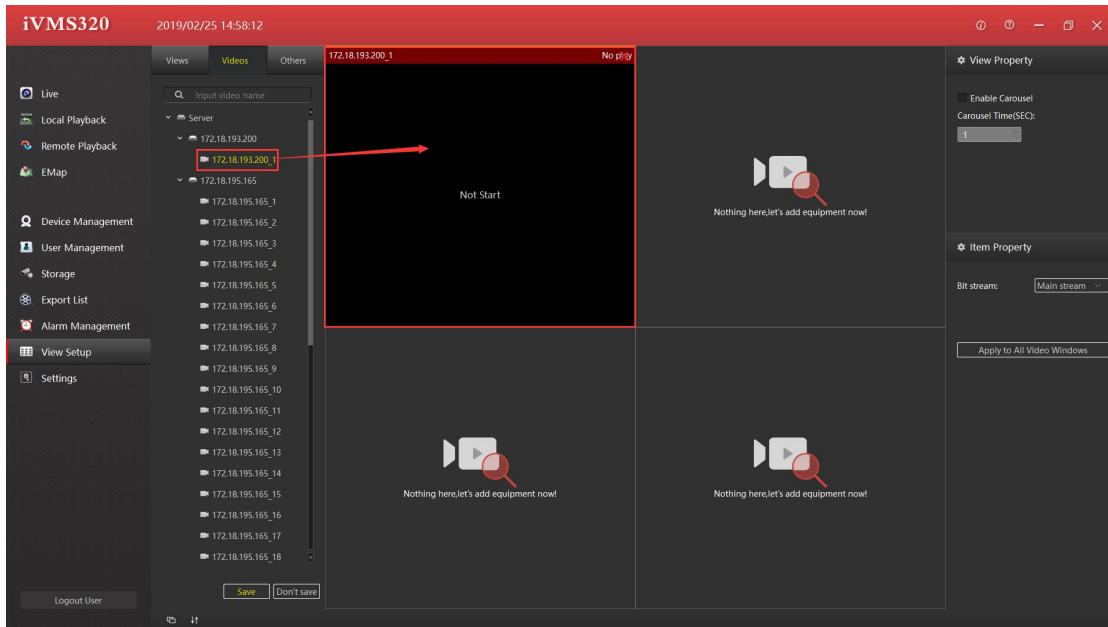 iVMS320
2019/02/25 14:58:12
Live
Local Playback
Remote Playback
EMap
Device Management
User Management
Storage
Export List
Alarm Management
View Setup
Settings
Logout User
Views Videos Others
Input video name
Server
172.18.193.200
172.18.193.200_1
172.18.195.165
172.18.195.165_1
172.18.195.165_2
172.18.195.165_3
172.18.195.165_4
172.18.195.165_5
172.18.195.165_6
172.18.195.165_7
172.18.195.165_8
172.18.195.165_9
172.18.195.165_10
172.18.195.165_11
172.18.195.165_12
172.18.195.165_13
172.18.195.165_14
172.18.195.165_15
172.18.195.165_16
172.18.195.165_17
172.18.195.165_18
Save Don't save
172.18.193.200_1 No play
Not Start
Nothing here,let's add equipment now!
Nothing here,let's add equipment now!
Nothing here,let's add equipment now!
View Property
Enable Carousel
Carousel Time(SEC):
1
Item Property
Bit stream: Main stream
Apply to All Video Windows